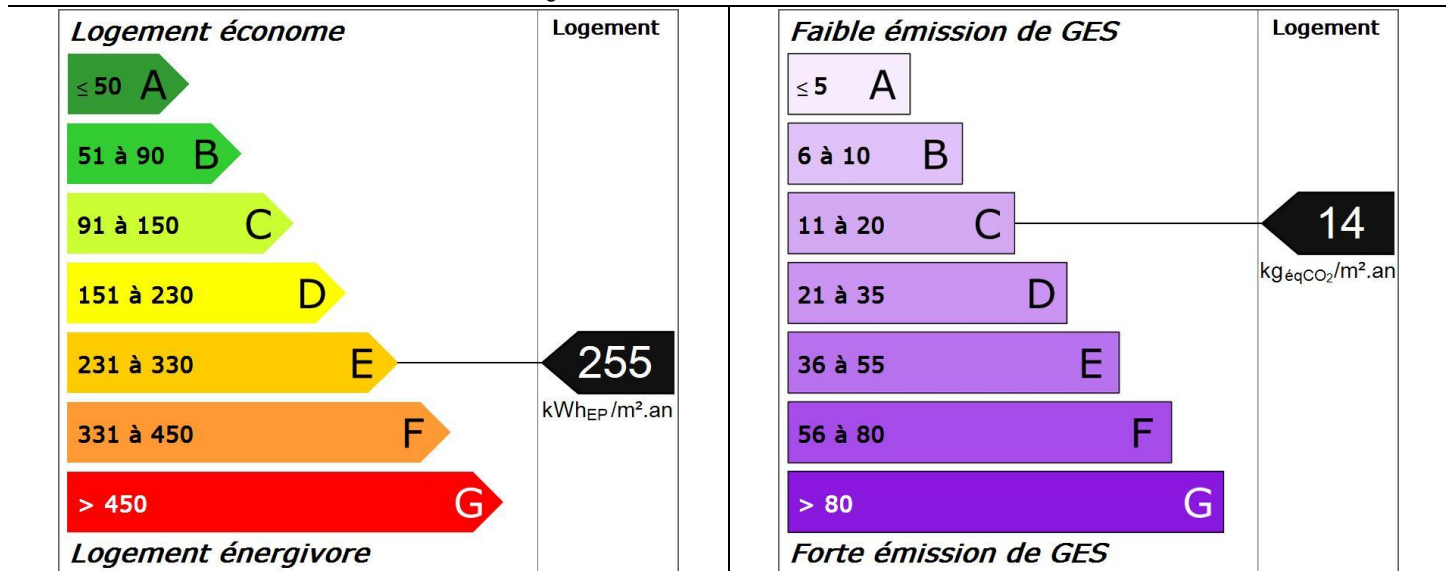 Logement économe
Logement
≤ 50 A
51 à 90 B
91 à 150 C
151 à 230 D
231 à 330 E
255
kWhEP/m².an
331 à 450 F
> 450 G
Logement énergivore
Faible émission de GES
Logement
≤ 5 A
6 à 10 B
11 à 20 C
14
kgéqCO₂/m².an
21 à 35 D
36 à 55 E
56 à 80 F
> 80 G
Forte émission de GES